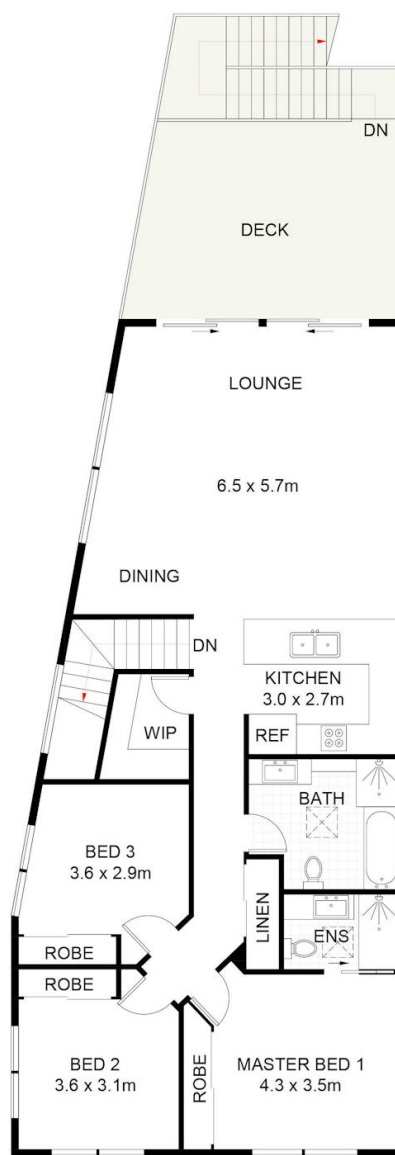 DN
DECK
LOUNGE
6.5 x 5.7m
DINING
DN
KITCHEN
3.0 x 2.7m
WIP
REF
BATH
BED 3
3.6 x 2.9m
LINEN
ENS
ROBE
ROBE
BED 2
3.6 x 3.1m
ROBE
MASTER BED 1
4.3 x 3.5m